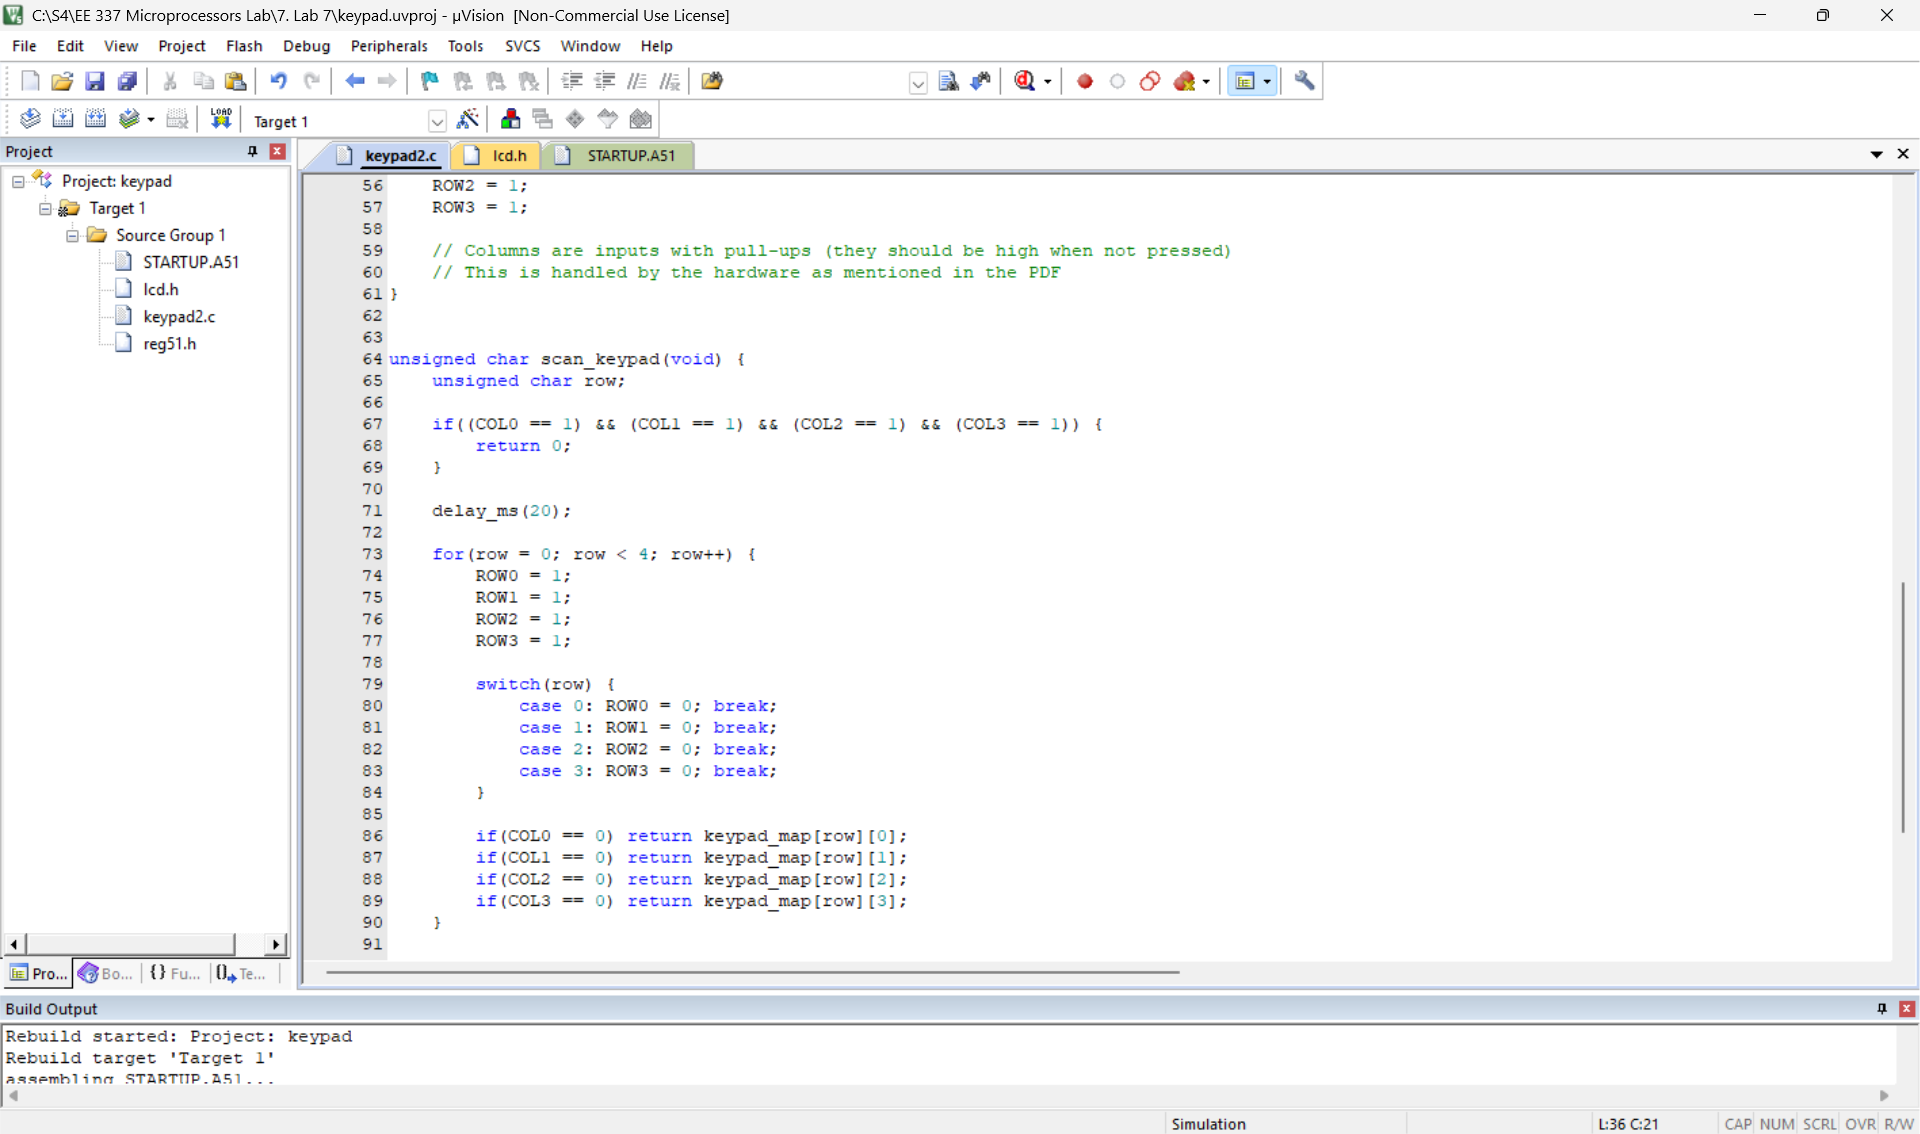 C:\S4\EE 337 Microprocessors Lab\7. Lab 7\keypad.uvproj - µVision [Non-Commercial Use License]
File Edit View Project Flash Debug Peripherals Tools SVCS Window Help
LOAD
Target 1
Project
keypad2.c
lcd.h
STARTUP.A51
Project: keypad
Target 1
Source Group 1
STARTUP.A51
lcd.h
keypad2.c
reg51.h
Pro... Bo... {} Fu... Te...
56 ROW2 = 1;
57 ROW3 = 1;
58
59 // Columns are inputs with pull-ups (they should be high when not pressed)
60 // This is handled by the hardware as mentioned in the PDF
61 }
62
63
64 unsigned char scan_keypad(void) {
65 unsigned char row;
66
67 if((COL0 == 1) && (COL1 == 1) && (COL2 == 1) && (COL3 == 1)) {
68 return 0;
69 }
70
71 delay_ms(20);
72
73 for(row = 0; row < 4; row++) {
74 ROW0 = 1;
75 ROW1 = 1;
76 ROW2 = 1;
77 ROW3 = 1;
78
79 switch(row) {
80 case 0: ROW0 = 0; break;
81 case 1: ROW1 = 0; break;
82 case 2: ROW2 = 0; break;
83 case 3: ROW3 = 0; break;
84 }
85
86 if(COL0 == 0) return keypad_map[row][0];
87 if(COL1 == 0) return keypad_map[row][1];
88 if(COL2 == 0) return keypad_map[row][2];
89 if(COL3 == 0) return keypad_map[row][3];
90 }
91
Build Output
Rebuild started: Project: keypad
Rebuild target 'Target 1'
assembling STARTUP.A51...
Simulation
L:36 C:21
CAP NUM SCRL OVR R/W